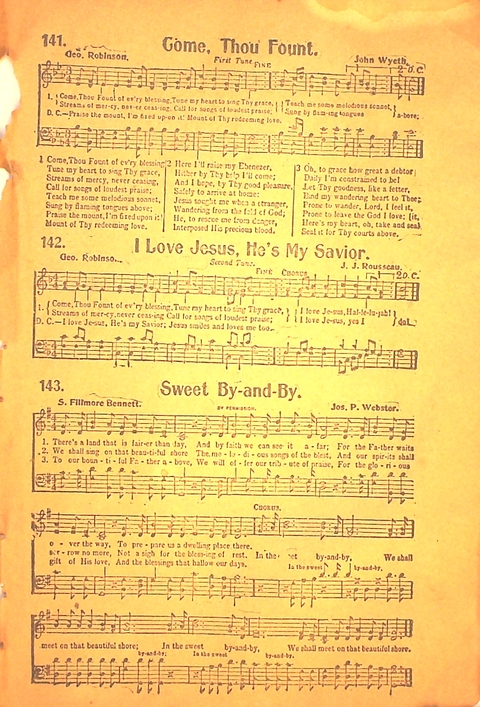 141.
Come, Thou Fount.
Geo. Robinson.
First Tune
FINE
John Wyeth.
D. C.
1. Come, Thou Fount of ev'ry blessing, Tune my heart to sing Thy grace,
Streams of mer-cy, nev-er ceas-ing, Call for songs of loudest praise;
Teach me some melodious sonnet,
Sung by flam-ing tongues
a-bove;
D. C.—Praise the mount, I'm fixed up-on it! Mount of Thy redeeming love.
1 Come, Thou Fount of ev'ry blessing
Tune my heart to sing Thy grace,
Streams of mercy, never ceasing,
Call for songs of loudest praise;
Teach me some melodious sonnet,
Sung by flaming tongues above;
Praise the mount, I'm fixed upon it!
Mount of Thy redeeming love.
2 Here I'll raise my Ebenezer,
Hither by Thy help I've come;
And I hope, by Thy good pleasure,
Safely to arrive at home
Jesus sought me when a stranger,
Wandering from the fold of God;
He, to rescue me from danger,
Interposed His precious blood.
3 Oh, to grace how great a debtor
Daily I'm constrained to be!
Let Thy goodness, like a fetter,
Bind my wandering heart to Thee;
Prone to wander, Lord, I feel it,
Prone to leave the God I love; [it,
Here's my heart, oh, take and seal
Seal it for Thy courts above.
142.
I Love Jesus, He's My Savior.
Geo. Robinso
Second Tune.
FINE
CHORUS.
J. J. Rousseau.
2 D.C.
1. Come, Thou Fount of ev'ry blessing, Tune my heart to sing Thy grace,
Streams of mer-cy, never ceas-ing Call for songs of loudest praise;
I love Je-sus, Hal-le-lu-jah!
I love Je-sus, yes I
do!
D. C.—I love Jesus, He's my Savior; Jesus smiles and loves me too.
143.
Sweet By-and-By.
S. Fillmore Bennett.
BY PERMISSION.
Jos. P. Webster.
1. There's a land that is fair-er than day, And by faith we can see it a - far; For the Fa-ther waits
2. We shall sing on that beau-ti-ful shore The me - lo - di - ous songs of the blest, And our spir-its shall
3. To our boun - ti - ful Fa - ther a - bove, We will of - fer our trib - ute of praise, For the glo - ri - ous
CHORUS.
o - ver the way, To pre - pare us a dwelling place there.
sor - row no more, Not a sigh for the bless-ing of rest. In the by-and-by, We shall
gift of His love, And the blessings that hallow our days.
In the sweet by-and-by,
meet on that beautiful shore; In the sweet by-and-by, We shall meet on that beautiful shore.
by-and-by; In the sweet by-and-by;